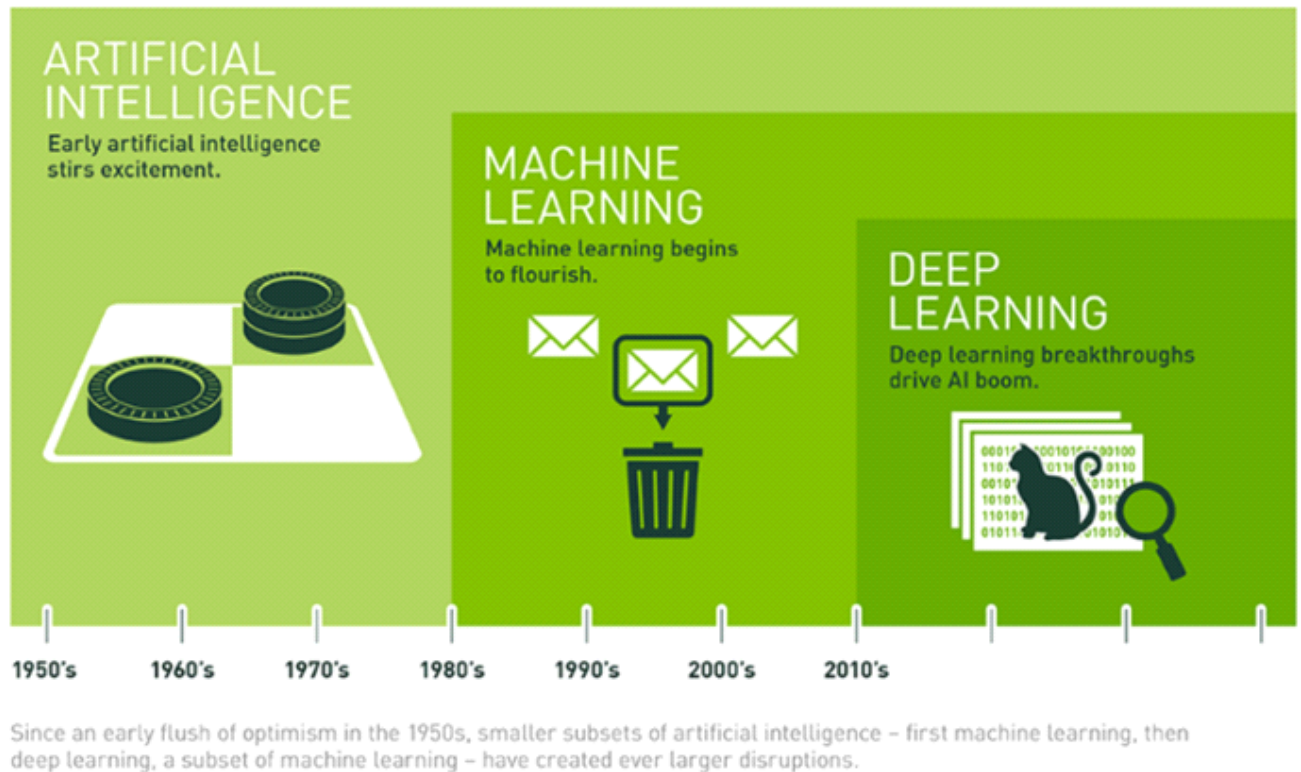 ARTIFICIAL
INTELLIGENCE
Early artificial intelligence
stirs excitement.
MACHINE
LEARNING
Machine learning begins
to flourish.
DEEP
LEARNING
Deep learning breakthroughs
drive AI boom.
1950's
1960's
1970's
1980's
1990's
2000's
2010's
Since an early flush of optimism in the 1950s, smaller subsets of artificial intelligence – first machine learning, then
deep learning, a subset of machine learning – have created ever larger disruptions.